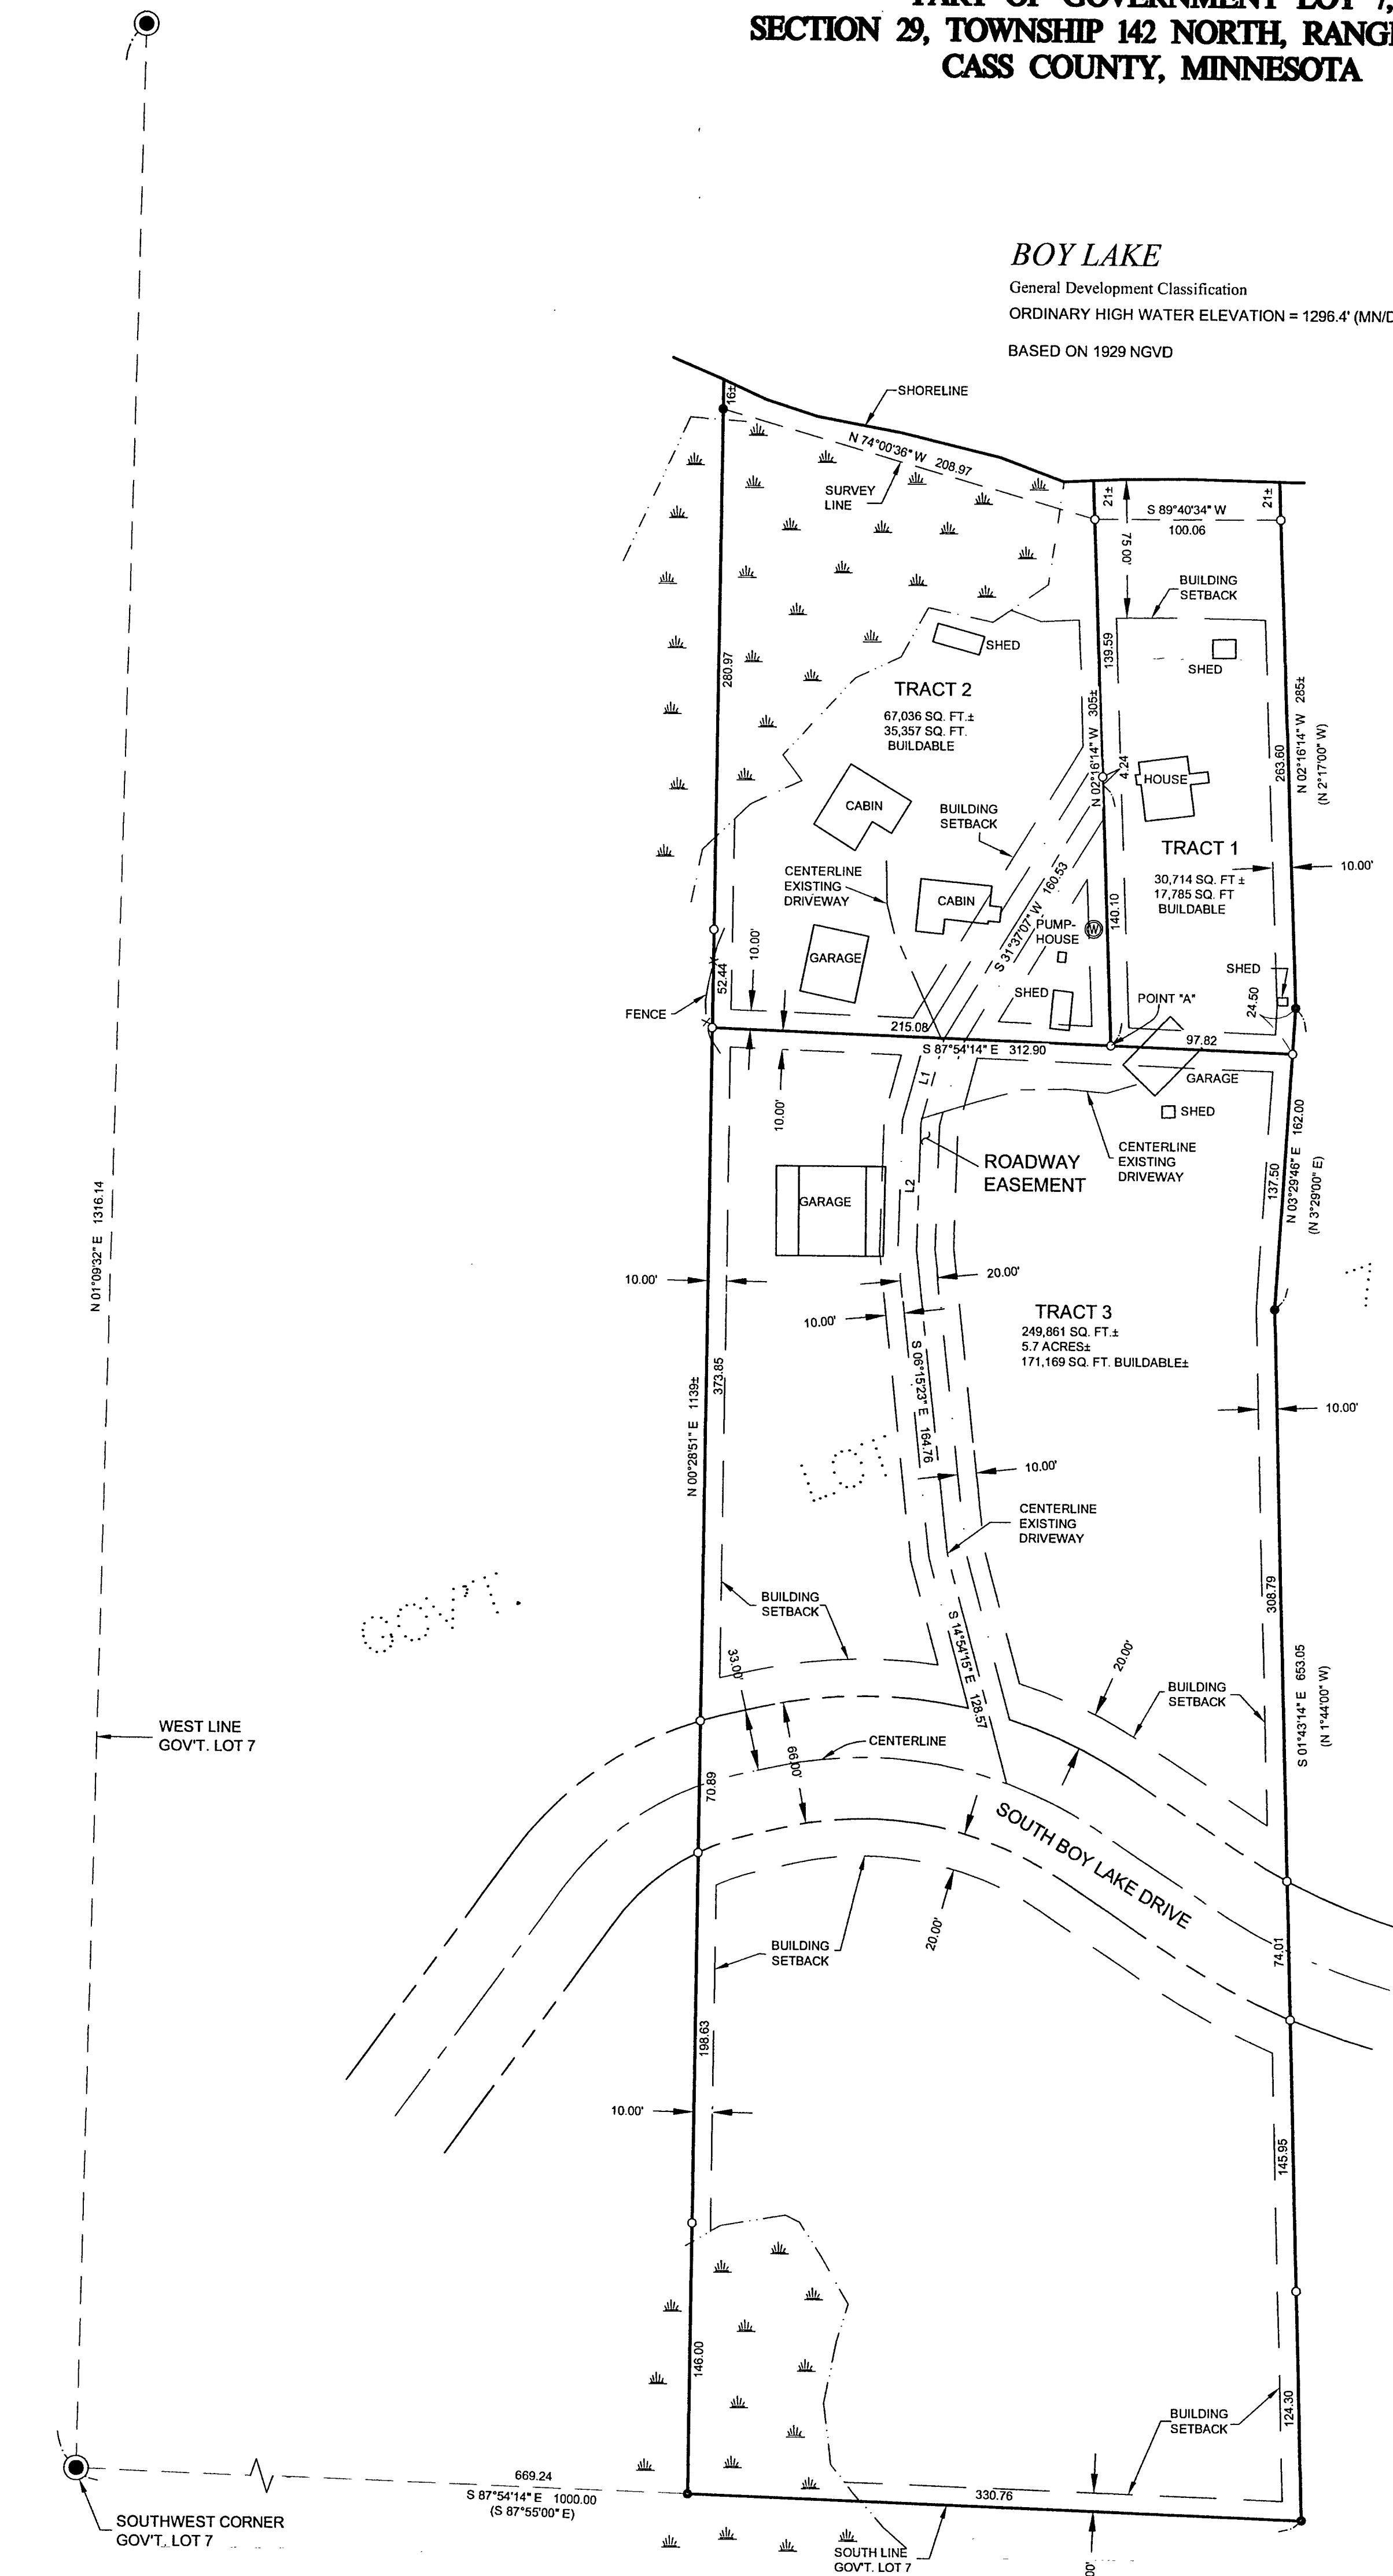 PART OF GOVERNMENT LOT 7,
SECTION 29, TOWNSHIP 142 NORTH,
CASS COUNTY, MINNESOTA
BOY LAKE
General Development Classification
ORDINARY HIGH WATER ELEVATION = 1296.4'
BASED ON 1929 NGVD
16±
SHORELINE
N 74°00'36" W 208.97
SURVEY
LINE
21±
21±
S 89°40'34" W
100.06
75.00'
BUILDING
SETBACK
SHED
SHED
139.59
280.97
TRACT 2
67,036 SQ. FT.±
35,357 SQ. FT.
BUILDABLE
N 02°16'14" W 305±
4.24
HOUSE
263.60
N 02°16'14" W 285±
(N 2°17'00" W)
CABIN
BUILDING
SETBACK
TRACT 1
30,714 SQ. FT ±
17,785 SQ. FT
BUILDABLE
10.00'
CENTERLINE
EXISTING
DRIVEWAY
CABIN
S 31°37'07" W 160.53
140.10
PUMP-
HOUSE
W
GARAGE
10.00'
52.44
FENCE
SHED
SHED
24.50
POINT "A"
215.08
S 87°54'14" E 312.90
97.82
GARAGE
SHED
L1
10.00'
CENTERLINE
EXISTING
DRIVEWAY
ROADWAY
EASEMENT
L2
GARAGE
137.50
N 03°29'46" E 162.00
(N 3°29'00" E)
N 01°09'32" E 1316.14
10.00'
20.00'
10.00'
TRACT 3
249,861 SQ. FT.±
5.7 ACRES±
171,169 SQ. FT. BUILDABLE±
S 06°15'23" E 164.76
373.85
N 00°28'51" E 1139±
10.00'
LOT
10.00'
CENTERLINE
EXISTING
DRIVEWAY
GOV'T.
BUILDING
SETBACK
308.79
S 01°43'14" E 653.05
(N 1°44'00" W)
S 14°54'15" E 128.57
33.00'
20.00'
BUILDING
SETBACK
WEST LINE
GOV'T. LOT 7
CENTERLINE
66.00'
70.89
SOUTH BOY LAKE DRIVE
BUILDING
SETBACK
20.00'
74.01
198.63
10.00'
145.95
146.00
BUILDING
SETBACK
124.30
669.24
S 87°54'14" E 1000.00
(S 87°55'00" E)
330.76
SOUTHWEST CORNER
GOV'T. LOT 7
SOUTH LINE
GOV'T. LOT 7